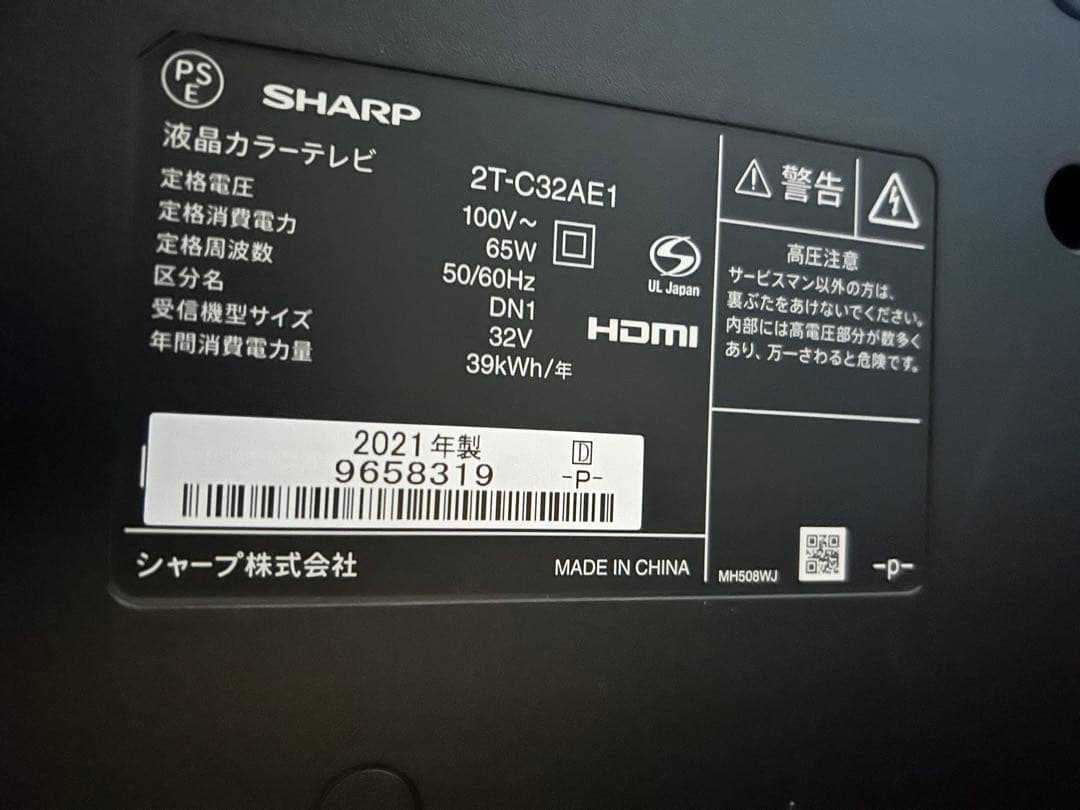 PS
E
SHARP
液晶カラーテレビ 2T-C32AE1
定格電圧 100V~
定格消費電力 65W
定格周波数 50/60Hz
区分名 DN1
受信機型サイズ 32V
年間消費電力量 39kWh/年
S
UL Japan
HDMI
2021年製 D
9658319 -P-
シャープ株式会社 MADE IN CHINA
警告
高圧注意
サービスマン以外の方は、
裏ぶたをあけないでください。
内部には高電圧部分が数多く
あり、万一さわると危険です。
MH508WJ -p-